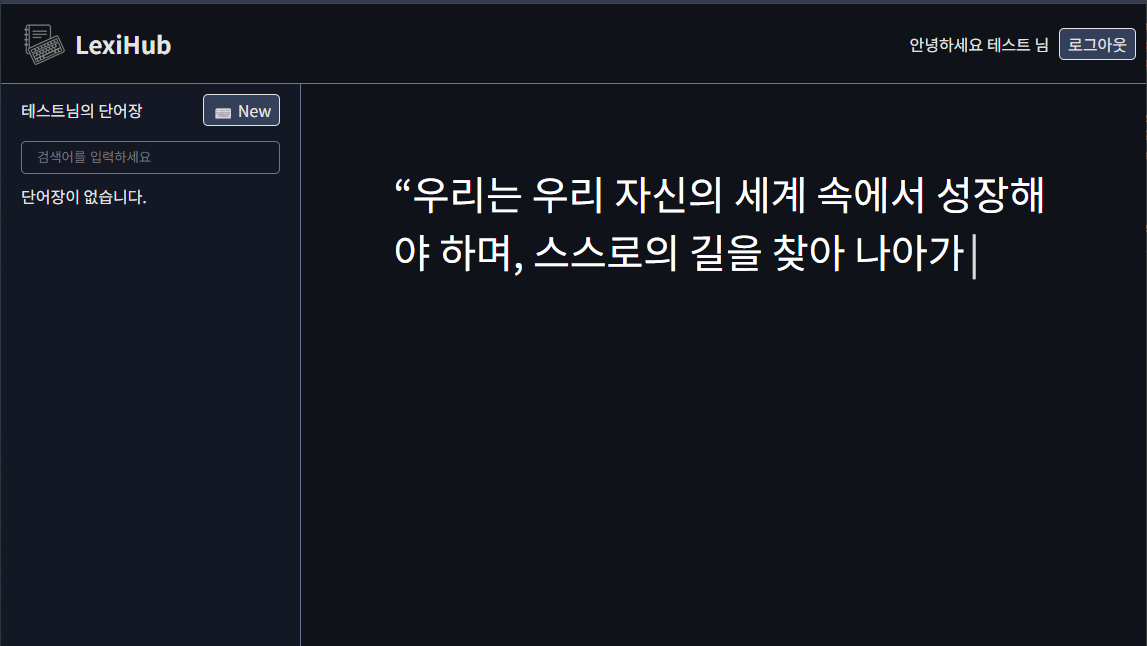 LexiHub
안녕하세요 테스트 님
로그아웃
테스트님의 단어장
New
검색어를 입력하세요
단어장이 없습니다.
“우리는 우리 자신의 세계 속에서 성장해
야 하며, 스스로의 길을 찾아 나아가